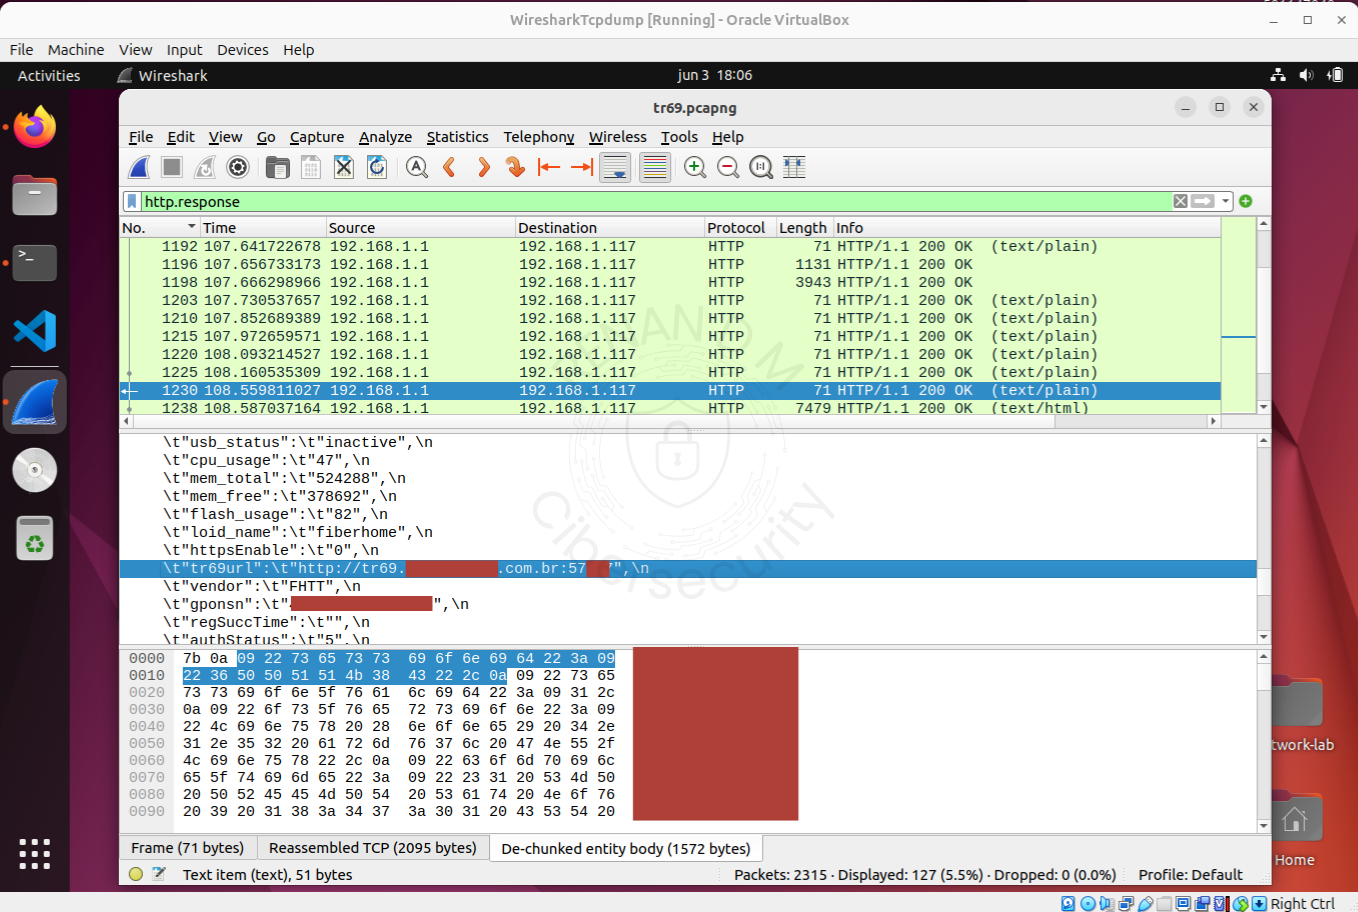 WiresharkTcpdump [Running] - Oracle VirtualBox
File Machine View Input Devices Help
Activities Wireshark jun 3 18:06
tr69.pcapng
File Edit View Go Capture Analyze Statistics Telephony Wireless Tools Help
http.response
No. Time Source Destination Protocol Length Info
1192 107.641722678 192.168.1.1 192.168.1.117 HTTP 71 HTTP/1.1 200 OK (text/plain)
1196 107.656733173 192.168.1.1 192.168.1.117 HTTP 1131 HTTP/1.1 200 OK
1198 107.666298966 192.168.1.1 192.168.1.117 HTTP 3943 HTTP/1.1 200 OK
1203 107.730537657 192.168.1.1 192.168.1.117 HTTP 71 HTTP/1.1 200 OK (text/plain)
1210 107.852689389 192.168.1.1 192.168.1.117 HTTP 71 HTTP/1.1 200 OK (text/plain)
1215 107.972659571 192.168.1.1 192.168.1.117 HTTP 71 HTTP/1.1 200 OK (text/plain)
1220 108.093214527 192.168.1.1 192.168.1.117 HTTP 71 HTTP/1.1 200 OK (text/plain)
1225 108.160535309 192.168.1.1 192.168.1.117 HTTP 71 HTTP/1.1 200 OK (text/plain)
1230 108.559811027 192.168.1.1 192.168.1.117 HTTP 71 HTTP/1.1 200 OK (text/plain)
1238 108.587037164 192.168.1.1 192.168.1.117 HTTP 7479 HTTP/1.1 200 OK (text/html)
\t"usb_status":\t"inactive",\n
\t"cpu_usage":\t"47",\n
\t"mem_total":\t"524288",\n
\t"mem_free":\t"378692",\n
\t"flash_usage":\t"82",\n
\t"loid_name":\t"fiberhome",\n
\t"httpsEnable":\t"0",\n
\t"tr69url":\t"http://tr69. .com.br:57 7",\n
\t"vendor":\t"FHTT",\n
\t"gponsn":\t" ",\n
\t"regSuccTime":\t"",\n
\t"authStatus":\t"5",\n
Cibersecurity
0000 7b 0a 09 22 73 65 73 73 69 6f 6e 69 64 22 3a 09
0010 22 36 50 50 51 51 4b 38 43 22 2c 0a 09 22 73 65
0020 73 73 69 6f 6e 5f 76 61 6c 69 64 22 3a 09 31 2c
0030 0a 09 22 6f 73 5f 76 65 72 73 69 6f 6e 22 3a 09
0040 22 4c 69 6e 75 78 20 28 6e 6f 6e 65 29 20 34 2e
0050 31 2e 35 32 20 61 72 6d 76 37 6c 20 47 4e 55 2f
0060 4c 69 6e 75 78 22 2c 0a 09 22 63 6f 6d 70 69 6c
0070 65 5f 74 69 6d 65 22 3a 09 22 23 31 20 53 4d 50
0080 20 50 52 45 45 4d 50 54 20 53 61 74 20 4e 6f 76
0090 20 39 20 31 38 3a 34 37 3a 30 31 20 43 53 54 20
Frame (71 bytes) Reassembled TCP (2095 bytes) De-chunked entity body (1572 bytes)
Text item (text), 51 bytes Packets: 2315 · Displayed: 127 (5.5%) · Dropped: 0 (0.0%) Profile: Default
twork-lab
Home
Right Ctrl